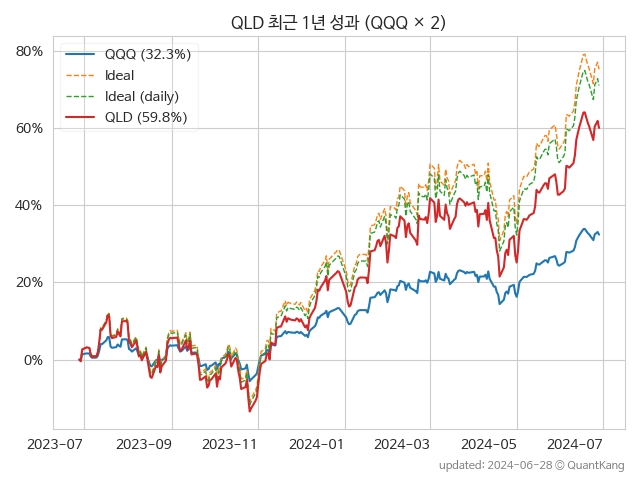 QLD 최근 1년 성과 (QQQ × 2)
QQQ (32.3%)
Ideal
Ideal (daily)
QLD (59.8%)
80%
60%
40%
20%
0%
2023-07 2023-09 2023-11 2024-01 2024-03 2024-05 2024-07
updated: 2024-06-28 © QuantKang